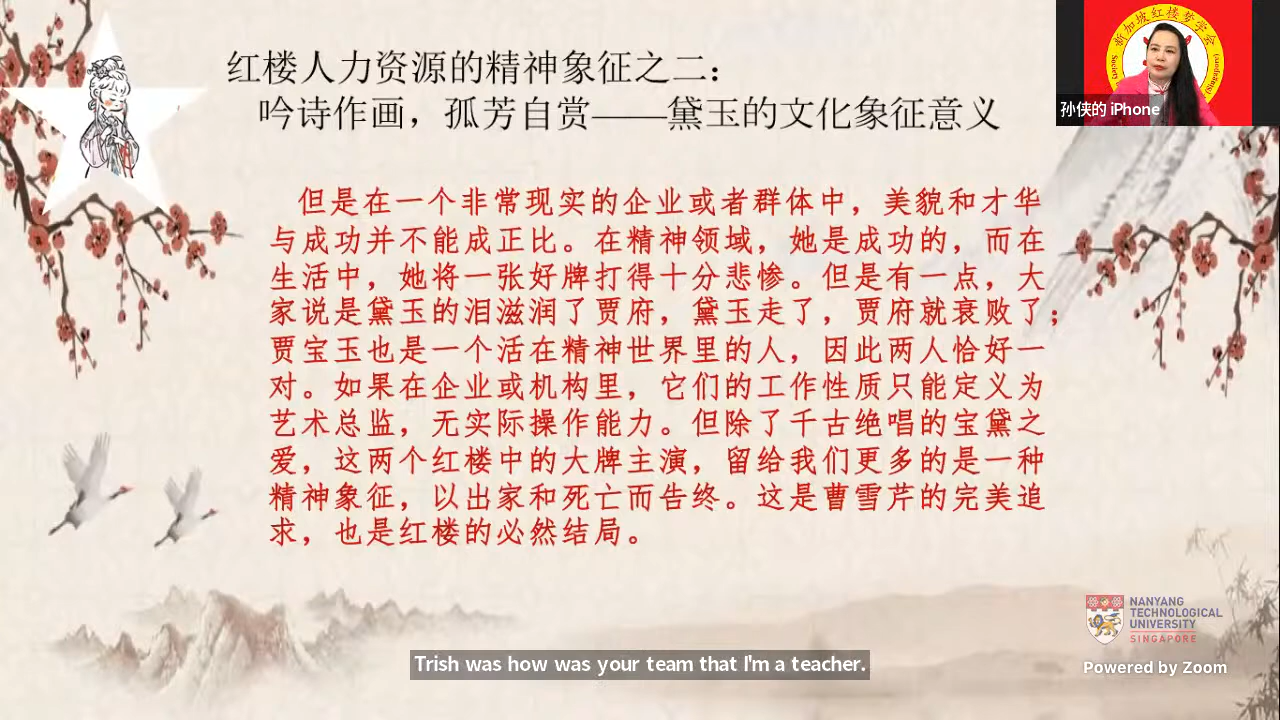 红楼人力资源的精神象征之二：
吟诗作画，孤芳自赏——黛玉的文化象征意义
新加坡红楼梦学会
孙侠的 iPhone
但是在一个非常现实的企业或者群体中，美貌和才华
与成功并不能成正比。在精神领域，她是成功的，而在
生活中，她将一张好牌打得十分悲惨。但是有一点，大
家说是黛玉的泪滋润了贾府，黛玉走了，贾府就衰败了；
贾宝玉也是一个活在精神世界里的人，因此两人恰好一
对。如果在企业或机构里，它们的工作性质只能定义为
艺术总监，无实际操作能力。但除了千古绝唱的宝黛之
爱，这两个红楼中的大牌主演，留给我们更多的是一种
精神象征，以出家和死亡而告终。这是曹雪芹的完美追
求，也是红楼的必然结局。
NANYANG
TECHNOLOGICAL
UNIVERSITY
SINGAPORE
Trish was how was your team that I'm a teacher.
Powered by Zoom